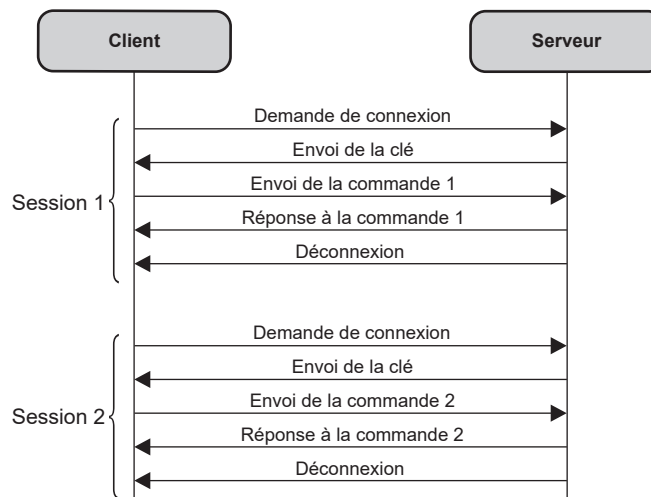 Client
Serveur
Demande de connexion
Envoi de la clé
Envoi de la commande 1
Session 1
Réponse à la commande 1
Déconnexion
Demande de connexion
Envoi de la clé
Envoi de la commande 2
Session 2
Réponse à la commande 2
Déconnexion